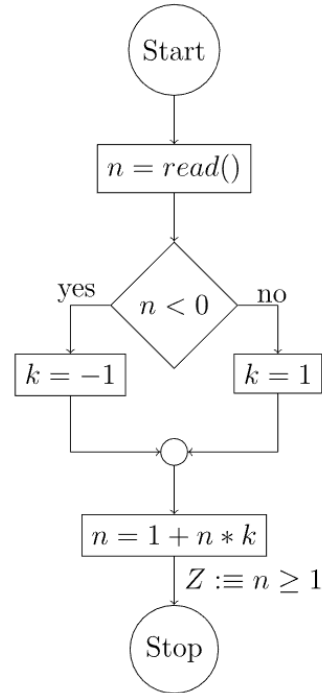 Start
n = read()
n < 0
yes
no
k = −1
k = 1
n = 1 + n ∗ k
Z :≡ n ≥ 1
Stop